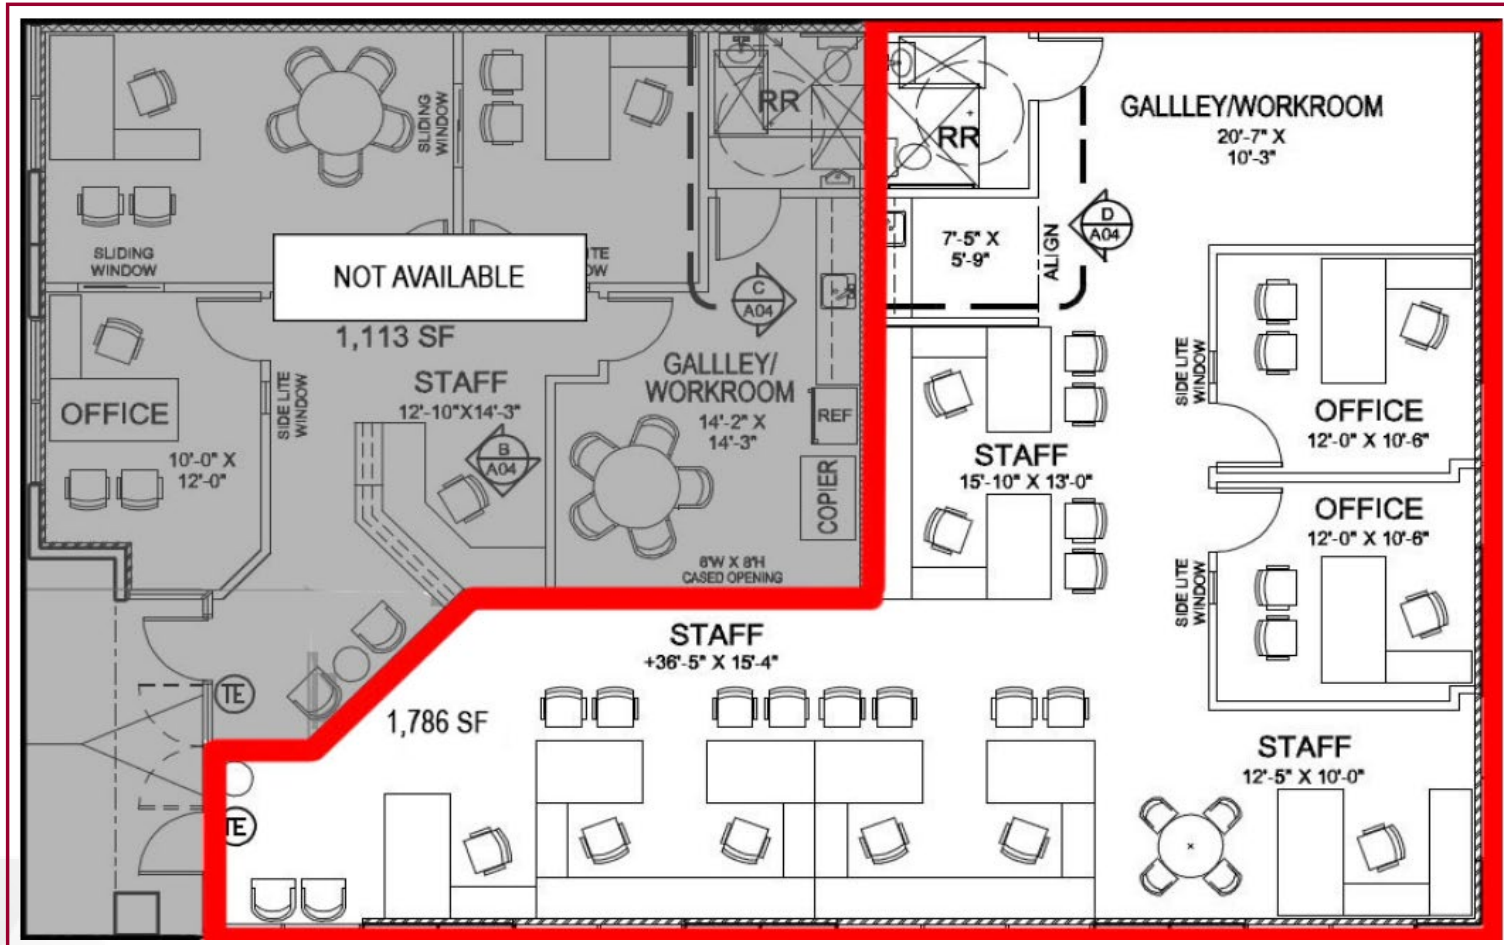 RR
RR
GALLLEY/WORKROOM
20'-7" X
10'-3"
SLIDING
WINDOW
SLIDING
WINDOW
NOT AVAILABLE
1,113 SF
STAFF
12'-10"X14'-3"
OFFICE
10'-0" X
12'-0"
SIDE LITE
WINDOW
B
A04
C
A04
GALLLEY/
WORKROOM
14'-2" X
14'-3"
REF
COPIER
8'W X 8'H
CASED OPENING
7'-5" X
5'-9"
ALIGN
D
A04
STAFF
15'-10" X 13'-0"
SIDE LITE
WINDOW
OFFICE
12'-0" X 10'-6"
OFFICE
12'-0" X 10'-6"
SIDE LITE
WINDOW
STAFF
+36'-5" X 15'-4"
TE
1,786 SF
TE
STAFF
12'-5" X 10'-0"